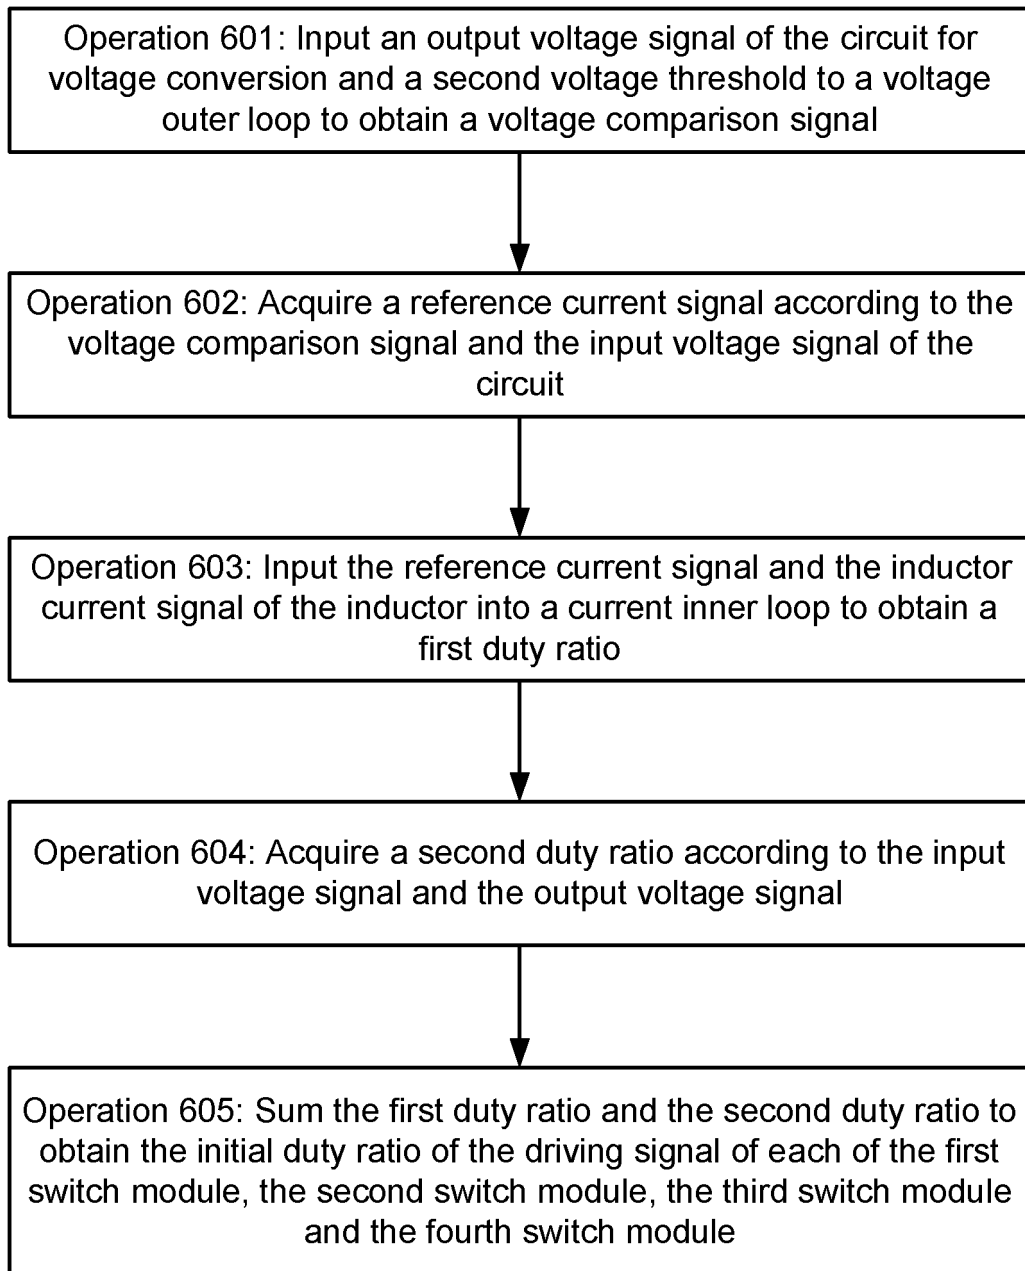 Operation 601: Input an output voltage signal of the circuit for
voltage conversion and a second voltage threshold to a voltage
outer loop to obtain a voltage comparison signal
Operation 602: Acquire a reference current signal according to the
voltage comparison signal and the input voltage signal of the
circuit
Operation 603: Input the reference current signal and the inductor
current signal of the inductor into a current inner loop to obtain a
first duty ratio
Operation 604: Acquire a second duty ratio according to the input
voltage signal and the output voltage signal
Operation 605: Sum the first duty ratio and the second duty ratio to
obtain the initial duty ratio of the driving signal of each of the first
switch module, the second switch module, the third switch module
and the fourth switch module